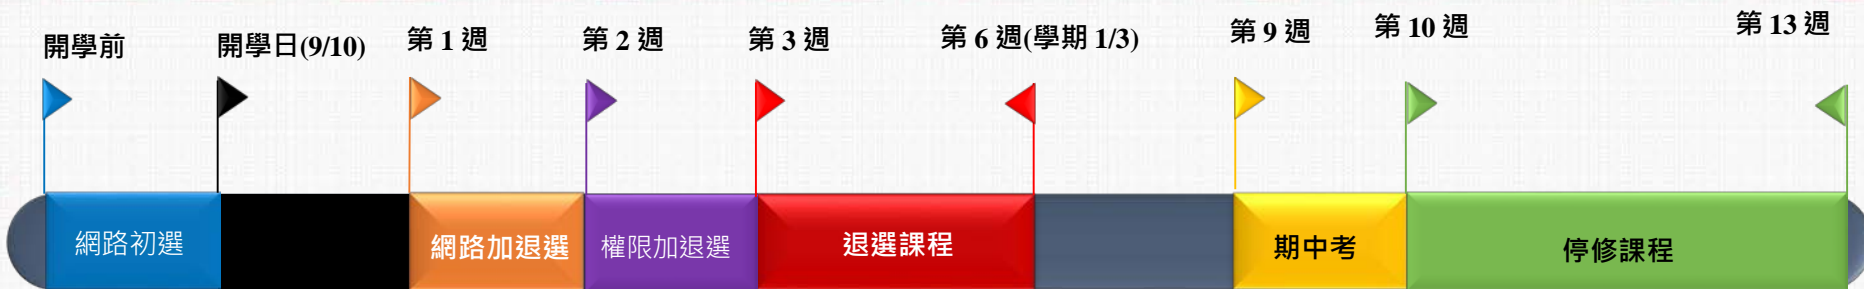 開學前
開學日(9/10)
第 1 週
第 2 週
第 3 週
第 6 週(學期 1/3)
第 9 週
第 10 週
第 13 週
網路初選
網路加退選
權限加退選
退選課程
期中考
停修課程